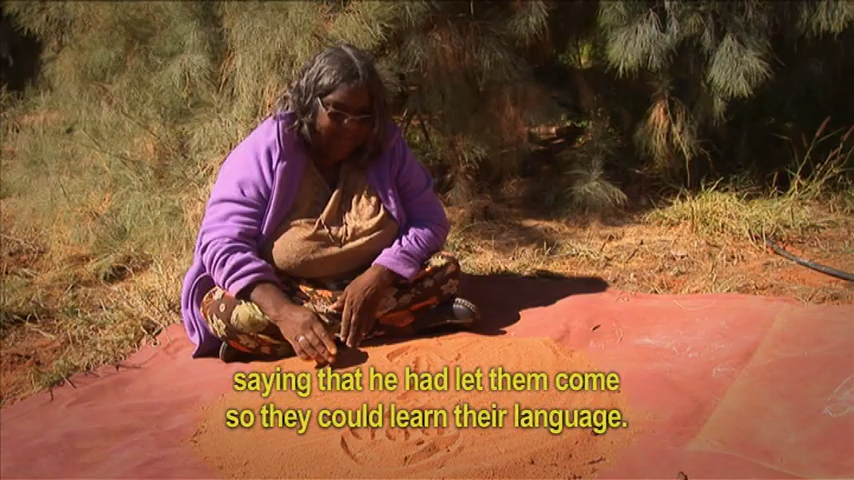 saying that he had let them come
so they could learn their language.